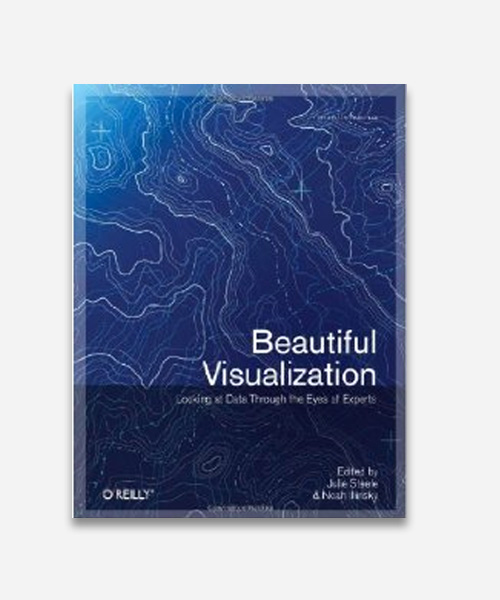 Beautiful
Visualization
Looking at Data Through the Eyes of Experts
Edited by
Julie Steele
& Noah Iliinsky
O'REILLY®